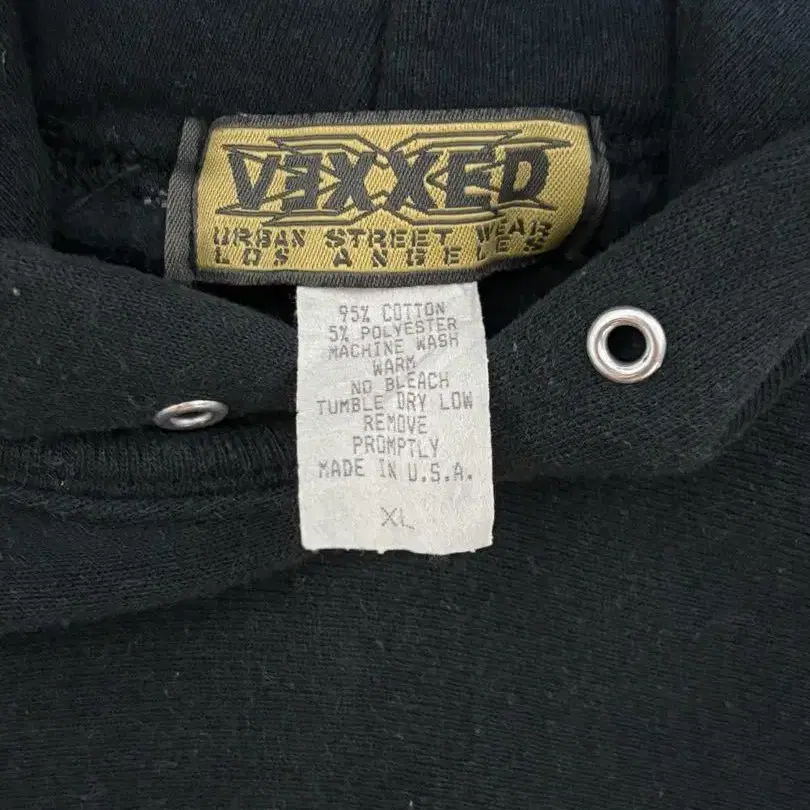 VEXXED
URBAN STREET WEAR
LOS ANGELES
95% COTTON
5% POLYESTER
MACHINE WASH
WARM
NO BLEACH
TUMBLE DRY LOW
REMOVE
PROMPTLY
MADE IN U.S.A.
XL